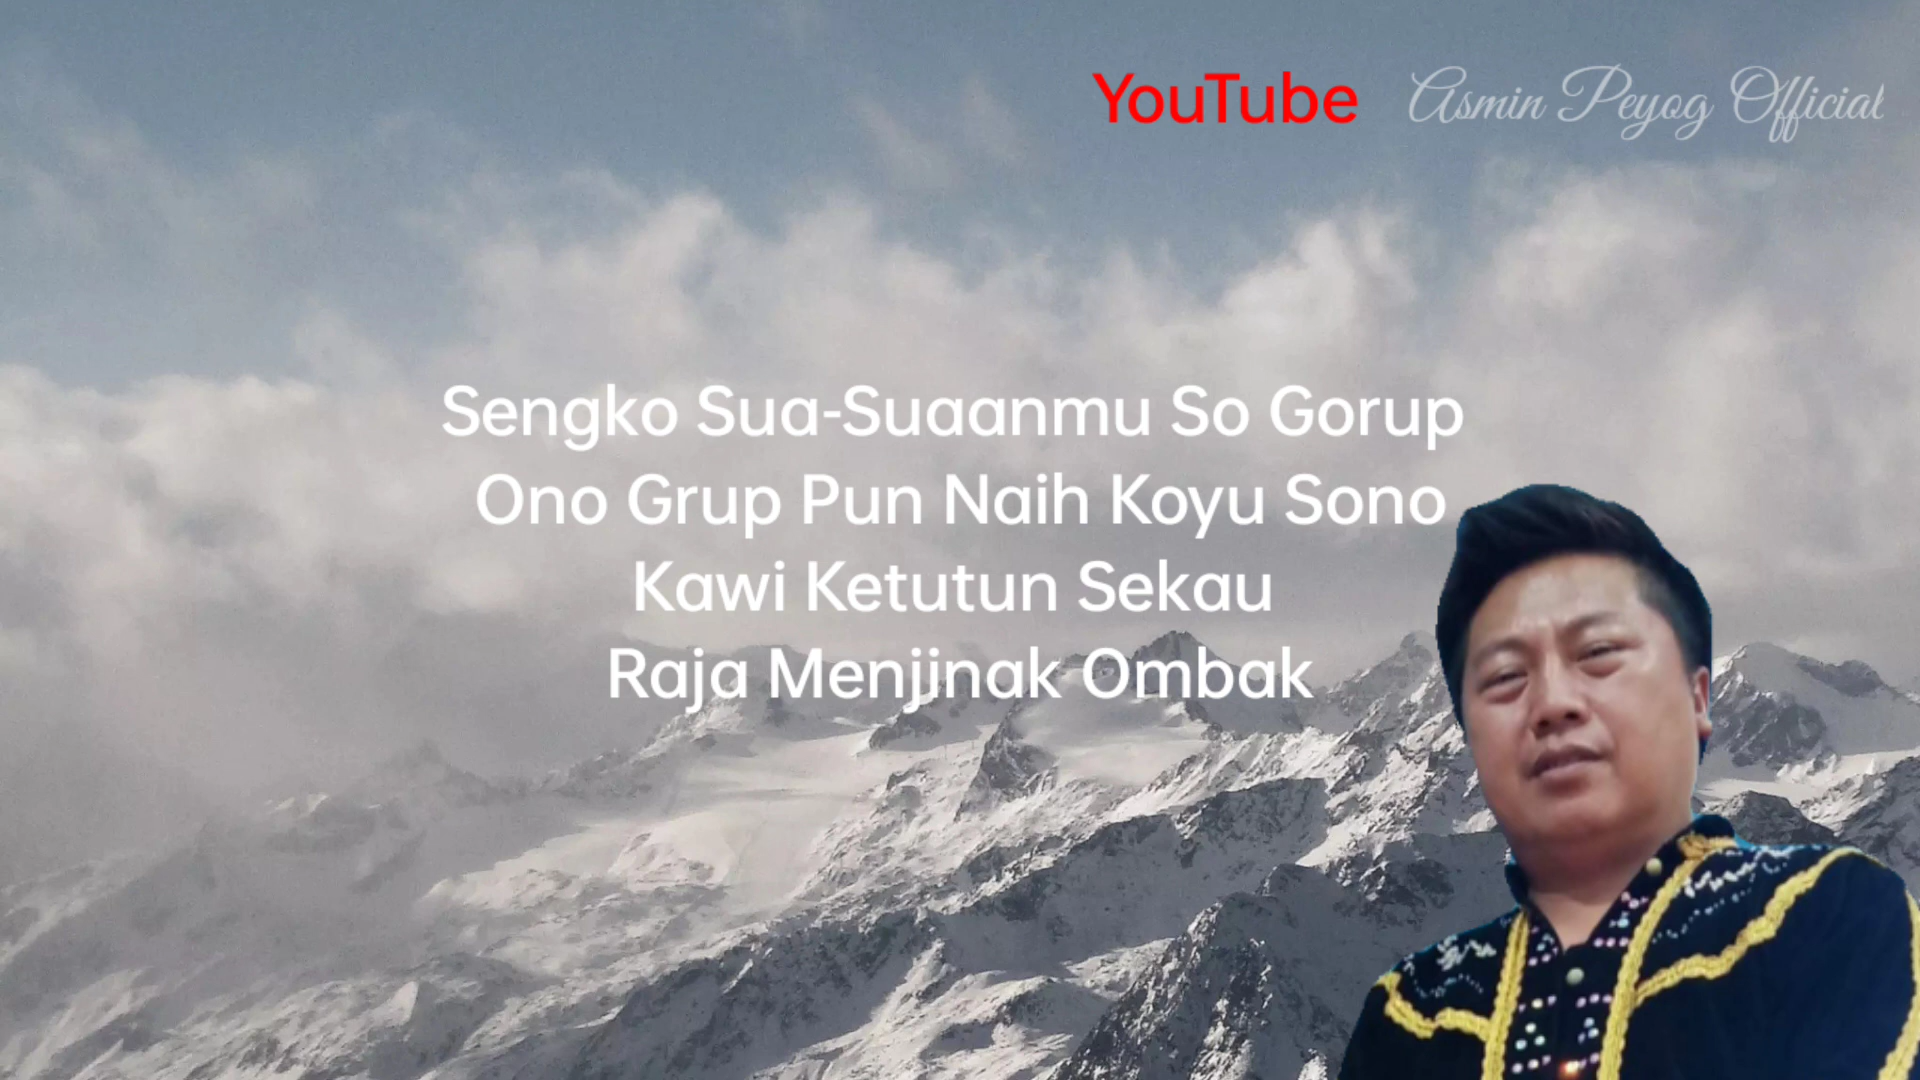 YouTube Asmin Peyog Official
Sengko Sua-Suaanmu So Gorup
Ono Grup Pun Naih Koyu Sono
Kawi Ketutun Sekau
Raja Menjinak Ombak